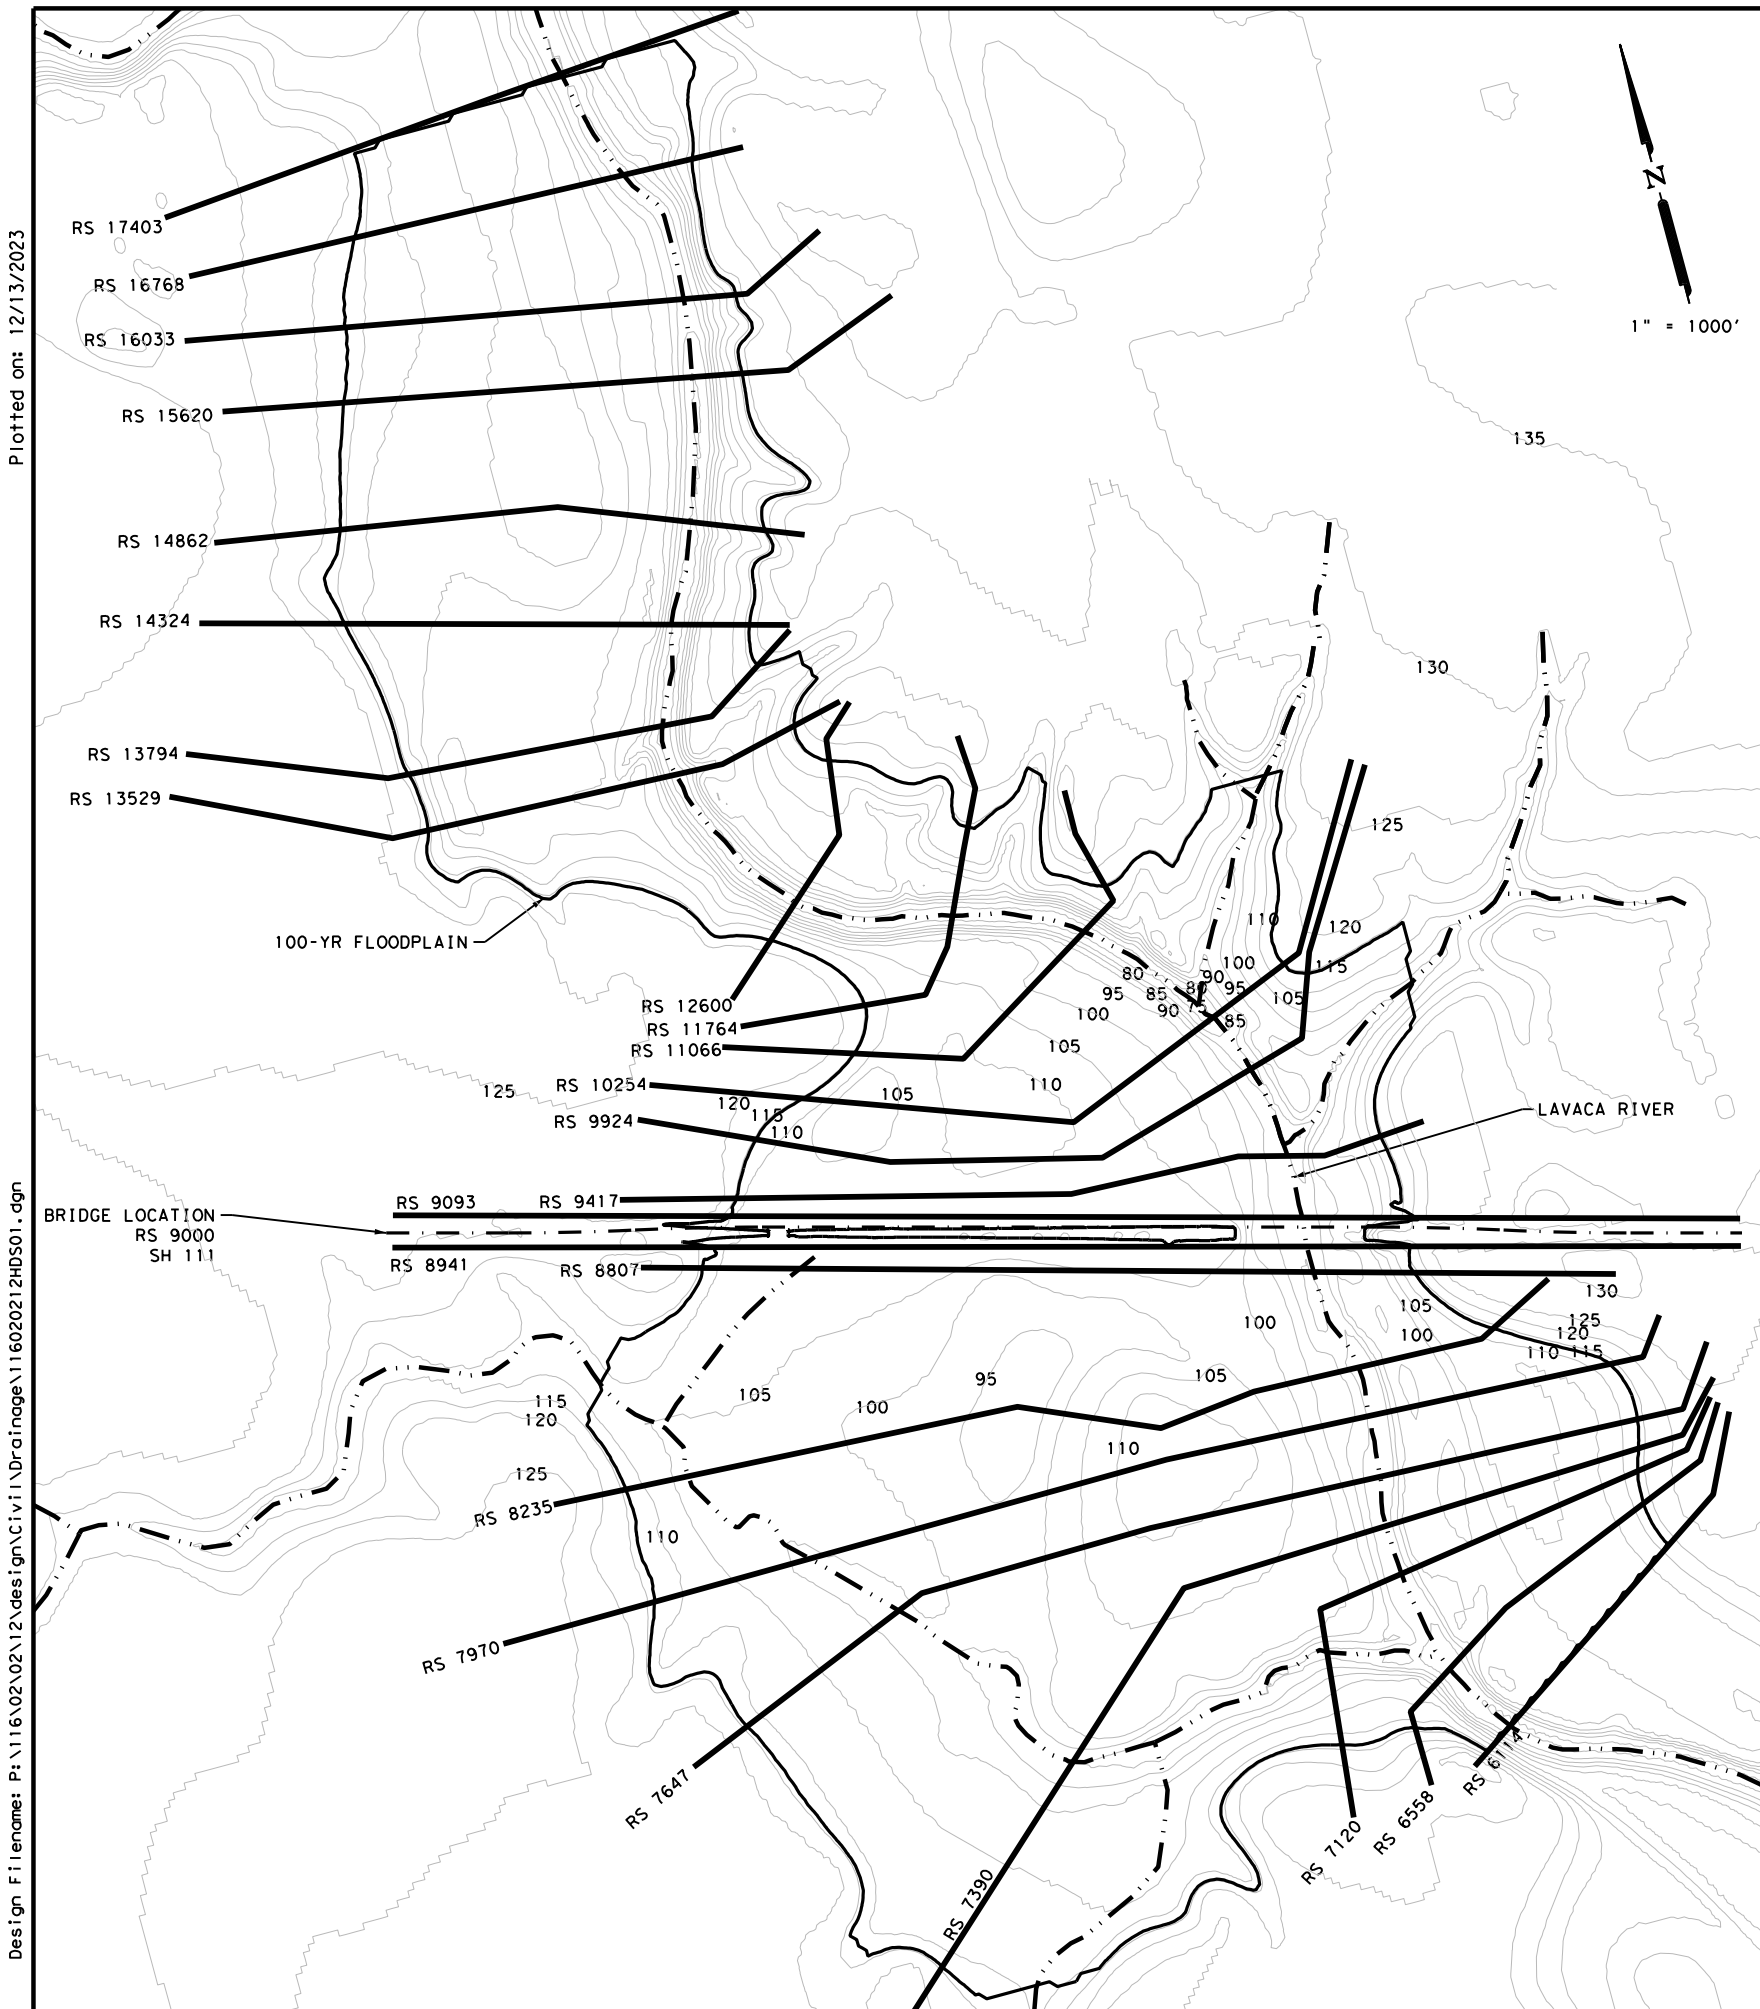 Plotted on: 12/13/2023
Design Filename: P:\116\02\02\12\design\Civil\Drainage\116020212HDS01.dgn
N
1" = 1000'
RS 17403
RS 16768
RS 16033
RS 15620
135
RS 14862
RS 14324
130
RS 13794
RS 13529
125
110
120
100-YR FLOODPLAIN
100
115
80
90
95
85
80
95
105
RS 12600
90
75
100
85
RS 11764
RS 11066
105
125
RS 10254
110
105
120
115
LAVACA RIVER
RS 9924
110
RS 9093
RS 9417
BRIDGE LOCATION
RS 9000
SH 111
RS 8941
RS 8807
130
105
100
100
125
120
110
115
105
95
115
105
100
120
110
125
RS 8235
110
RS 7970
RS 7647
RS 6114
RS 6558
RS 7120
RS 7390